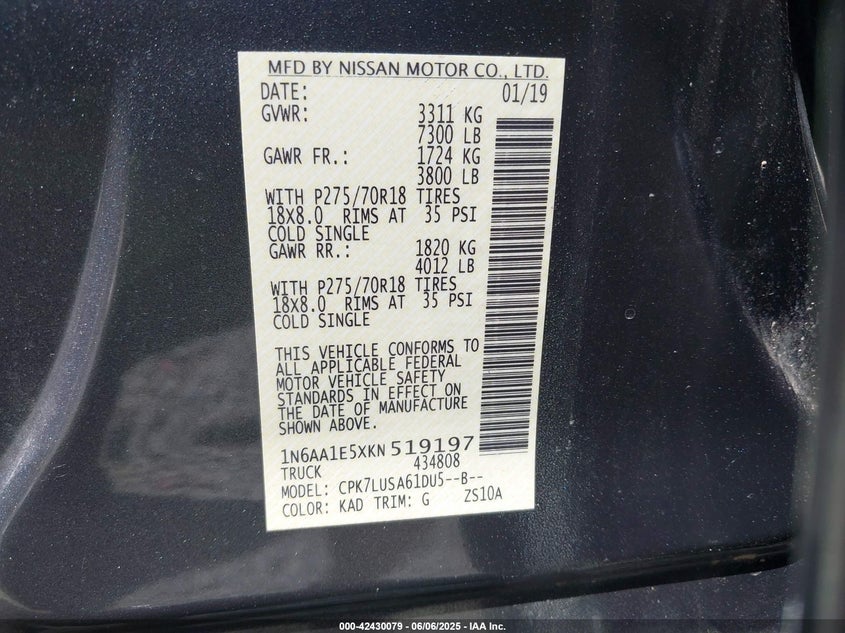 MFD BY NISSAN MOTOR CO., LTD.
DATE: 01/19
GVWR: 3311 KG
7300 LB
GAWR FR.: 1724 KG
3800 LB
WITH P275/70R18 TIRES
18X8.0 RIMS AT 35 PSI
COLD SINGLE
GAWR RR.: 1820 KG
4012 LB
WITH P275/70R18 TIRES
18X8.0 RIMS AT 35 PSI
COLD SINGLE
THIS VEHICLE CONFORMS TO
ALL APPLICABLE FEDERAL
MOTOR VEHICLE SAFETY
STANDARDS IN EFFECT ON
THE DATE OF MANUFACTURE
SHOWN ABOVE.
1N6AA1E5XKN519197
TRUCK 434808
MODEL: CPK7LUSA61DU5--B--
COLOR: KAD TRIM: G ZS10A
000-42430079 - 06/06/2025 - IAA Inc.